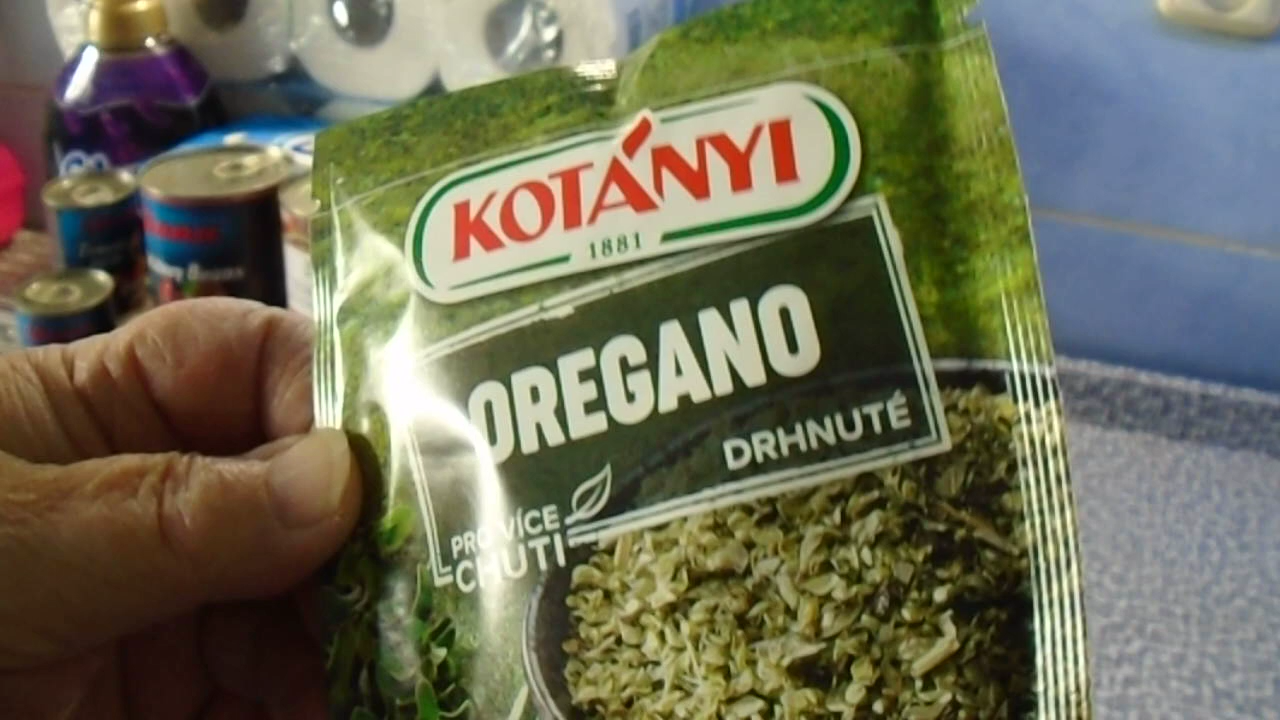 KOTÁNYI
1881
OREGANO
DRHNUTÉ
PRO VÍCE
CHUTI